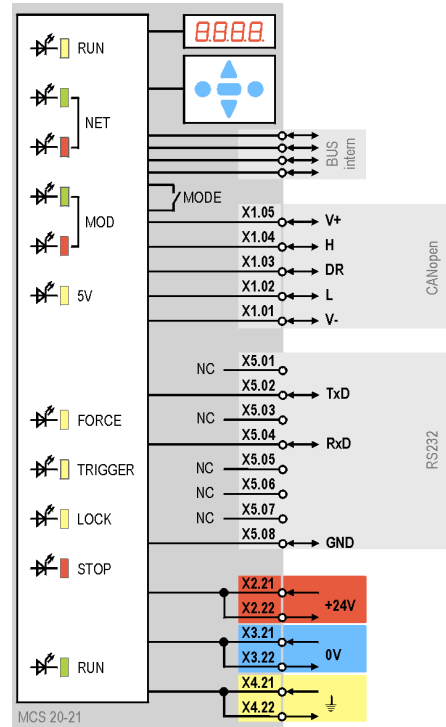 8.8.8.8.
RUN
NET
MOD
5V
FORCE
TRIGGER
LOCK
STOP
RUN
MCS 20-21
BUS
intern
MODE
X1.05 V+
X1.04 H
X1.03 DR
X1.02 L
X1.01 V-
CANopen
NC X5.01
X5.02 TxD
NC X5.03
X5.04 RxD
NC X5.05
NC X5.06
NC X5.07
X5.08 GND
RS232
X2.21
X2.22
+24V
X3.21
X3.22
0V
X4.21
X4.22